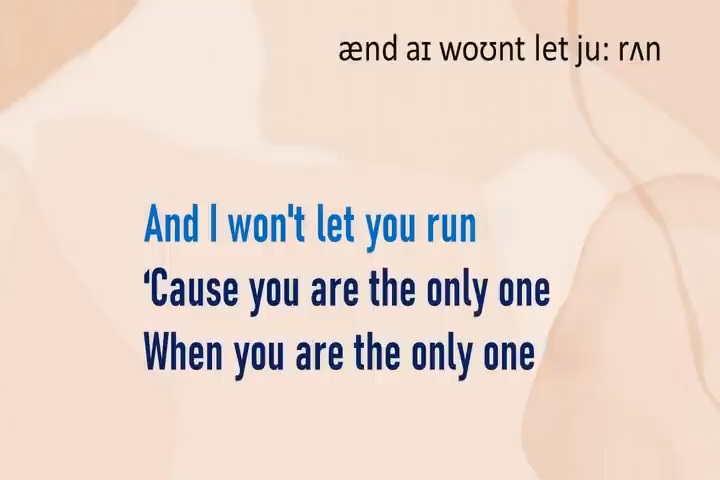 ænd aɪ woʊnt let ju: rʌn
And I won't let you run
‘Cause you are the only one
When you are the only one